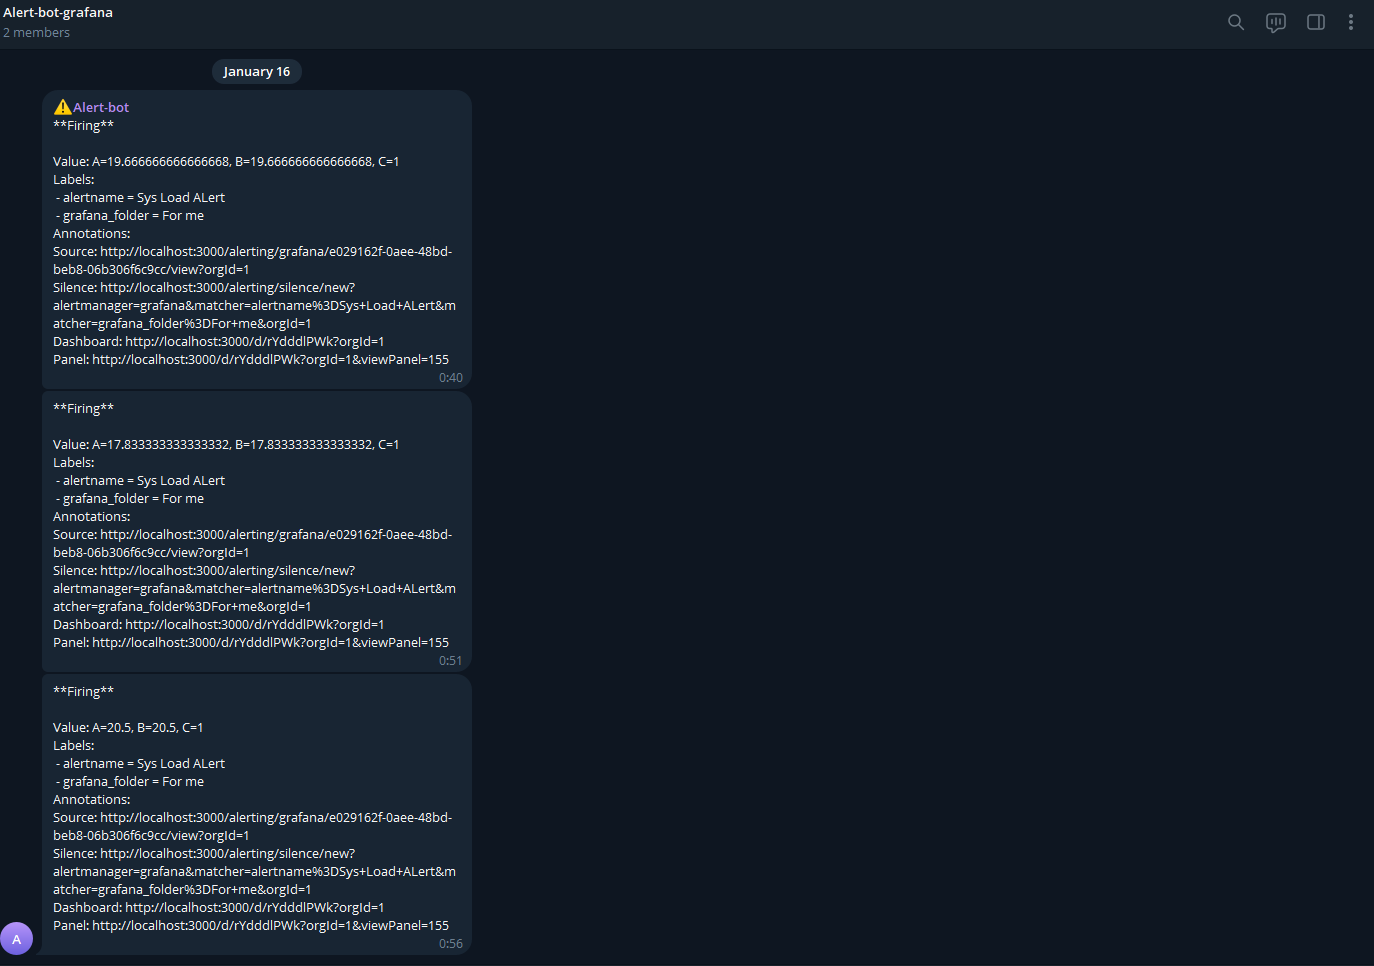 Alert-bot-grafana
2 members
January 16
⚠️Alert-bot
**Firing**
Value: A=19.666666666666668, B=19.666666666666668, C=1
Labels:
- alertname = Sys Load ALert
- grafana_folder = For me
Annotations:
Source: http://localhost:3000/alerting/grafana/e029162f-0aee-48bd-
beb8-06b306f6c9cc/view?orgId=1
Silence: http://localhost:3000/alerting/silence/new?
alertmanager=grafana&matcher=alertname%3DSys+Load+ALert&m
atcher=grafana_folder%3DFor+me&orgId=1
Dashboard: http://localhost:3000/d/rYdddlPWk?orgId=1
Panel: http://localhost:3000/d/rYdddlPWk?orgId=1&viewPanel=155
0:40
**Firing**
Value: A=17.833333333333332, B=17.833333333333332, C=1
Labels:
- alertname = Sys Load ALert
- grafana_folder = For me
Annotations:
Source: http://localhost:3000/alerting/grafana/e029162f-0aee-48bd-
beb8-06b306f6c9cc/view?orgId=1
Silence: http://localhost:3000/alerting/silence/new?
alertmanager=grafana&matcher=alertname%3DSys+Load+ALert&m
atcher=grafana_folder%3DFor+me&orgId=1
Dashboard: http://localhost:3000/d/rYdddlPWk?orgId=1
Panel: http://localhost:3000/d/rYdddlPWk?orgId=1&viewPanel=155
0:51
**Firing**
Value: A=20.5, B=20.5, C=1
Labels:
- alertname = Sys Load ALert
- grafana_folder = For me
Annotations:
Source: http://localhost:3000/alerting/grafana/e029162f-0aee-48bd-
beb8-06b306f6c9cc/view?orgId=1
Silence: http://localhost:3000/alerting/silence/new?
alertmanager=grafana&matcher=alertname%3DSys+Load+ALert&m
atcher=grafana_folder%3DFor+me&orgId=1
Dashboard: http://localhost:3000/d/rYdddlPWk?orgId=1
Panel: http://localhost:3000/d/rYdddlPWk?orgId=1&viewPanel=155
0:56
A